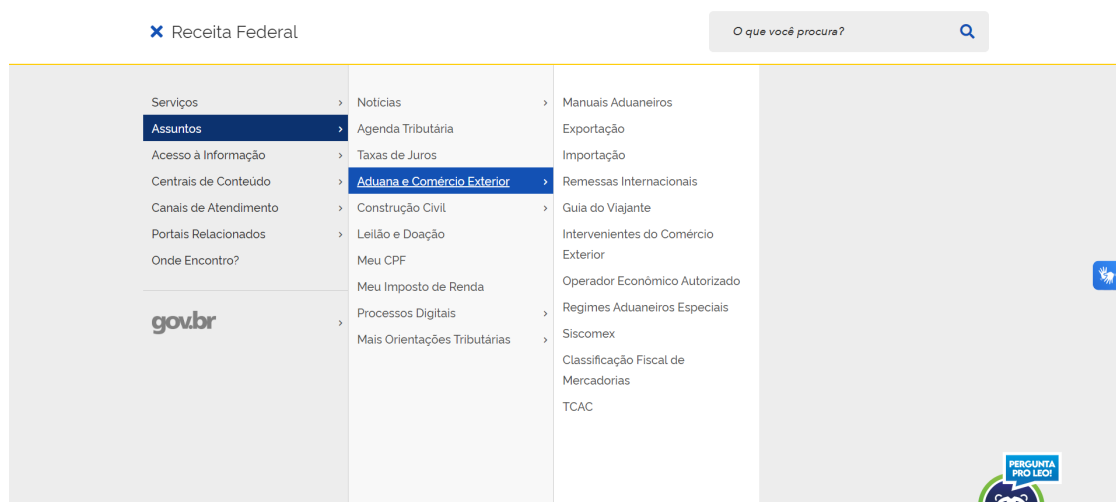 Receita Federal
O que você procura?
Serviços
Assuntos
Acesso à Informação
Centrais de Conteúdo
Canais de Atendimento
Portais Relacionados
Onde Encontro?
gov.br
Notícias
Agenda Tributária
Taxas de Juros
Aduana e Comércio Exterior
Construção Civil
Leilão e Doação
Meu CPF
Meu Imposto de Renda
Processos Digitais
Mais Orientações Tributárias
Manuais Aduaneiros
Exportação
Importação
Remessas Internacionais
Guia do Viajante
Intervenientes do Comércio
Exterior
Operador Econômico Autorizado
Regimes Aduaneiros Especiais
Siscomex
Classificação Fiscal de
Mercadorias
TCAC
PERGUNTA
PRO LEO!